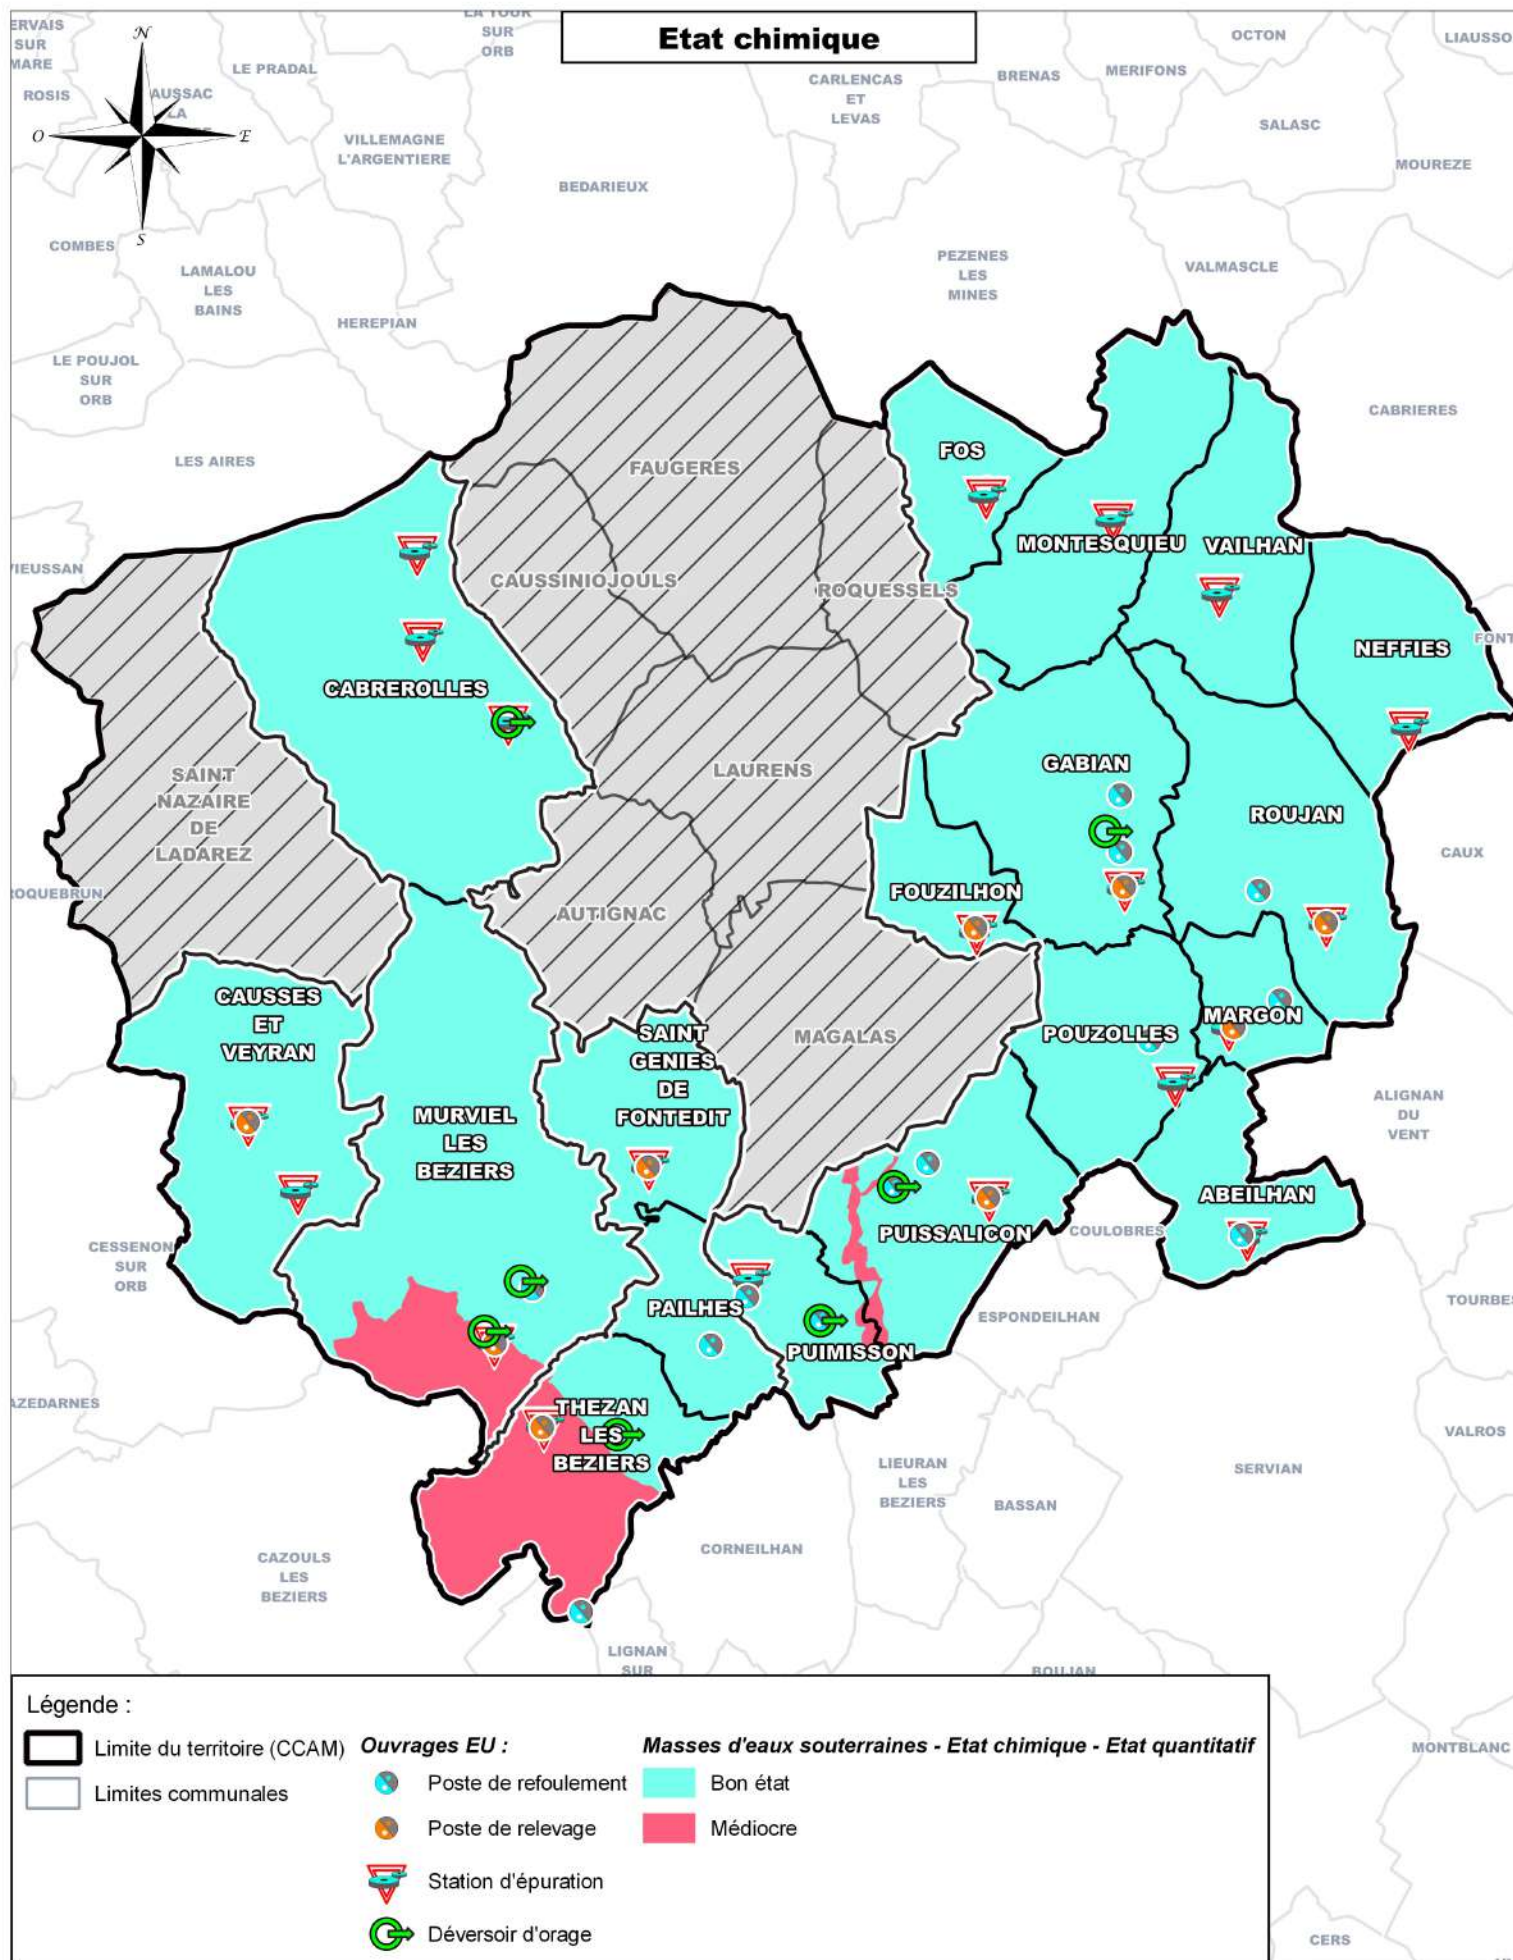 Etat chimique
LA TOUR
SUR
ORB
ERVAIS
SUR
MARE
ROSIS
AUSSAC
LA
LE PRADAL
VILLEMAGNE
L'ARGENTIERE
BEDARIEUX
CARLENCAS
ET
LEVAS
BRENAS
MERIFONS
OCTON
LIAUSSO
SALASC
MOUREZE
N
O
E
S
COMBES
LAMALOU
LES
BAINS
HEREPIAN
PEZENES
LES
MINES
VALMASCLE
LE POUJOL
SUR
ORB
CABRIERES
LES AIRES
FAUGERES
FOS
MONTESQUIEU
VAILHAN
VIEUSSAN
CAUSSINIOJOULS
ROQUESSELS
NEFFIES
FONT
CABREROLLES
SAINT
NAZAIRE
DE
LADAREZ
LAURENS
GABIAN
ROUJAN
CAUX
ROQUEBRUN
AUTIGNAC
FOUZILHON
CAUSSES
ET
VEYRAN
MURVIEL
LES
BEZIERS
SAINT
GENIES
DE
FONTEDIT
MAGALAS
POUZOLLES
MARGON
ALIGNAN
DU
VENT
ABEILHAN
PUISSALICON
COULOBRES
CESSENON
SUR
ORB
PAILHES
PUIMISSON
ESPONDEILHAN
TOURBES
AZEDARNES
THEZAN
LES
BEZIERS
LIEURAN
LES
BEZIERS
BASSAN
SERVIAN
VALROS
CAZOULS
LES
BEZIERS
CORNEILHAN
LIGNAN
SUR
BOUJAN
MONTBLANC
CERS
Légende :
Limite du territoire (CCAM)
Limites communales
Ouvrages EU :
Poste de refoulement
Poste de relevage
Station d'épuration
Déversoir d'orage
Masses d'eaux souterraines - Etat chimique - Etat quantitatif
Bon état
Médiocre